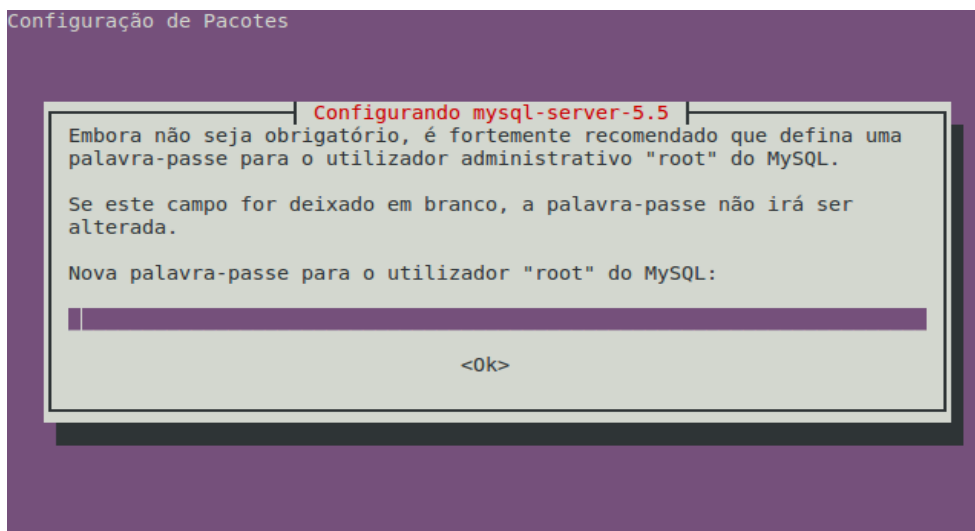 Configuração de Pacotes
Configurando mysql-server-5.5
Embora não seja obrigatório, é fortemente recomendado que defina uma
palavra-passe para o utilizador administrativo "root" do MySQL.
Se este campo for deixado em branco, a palavra-passe não irá ser
alterada.
Nova palavra-passe para o utilizador "root" do MySQL:
<Ok>